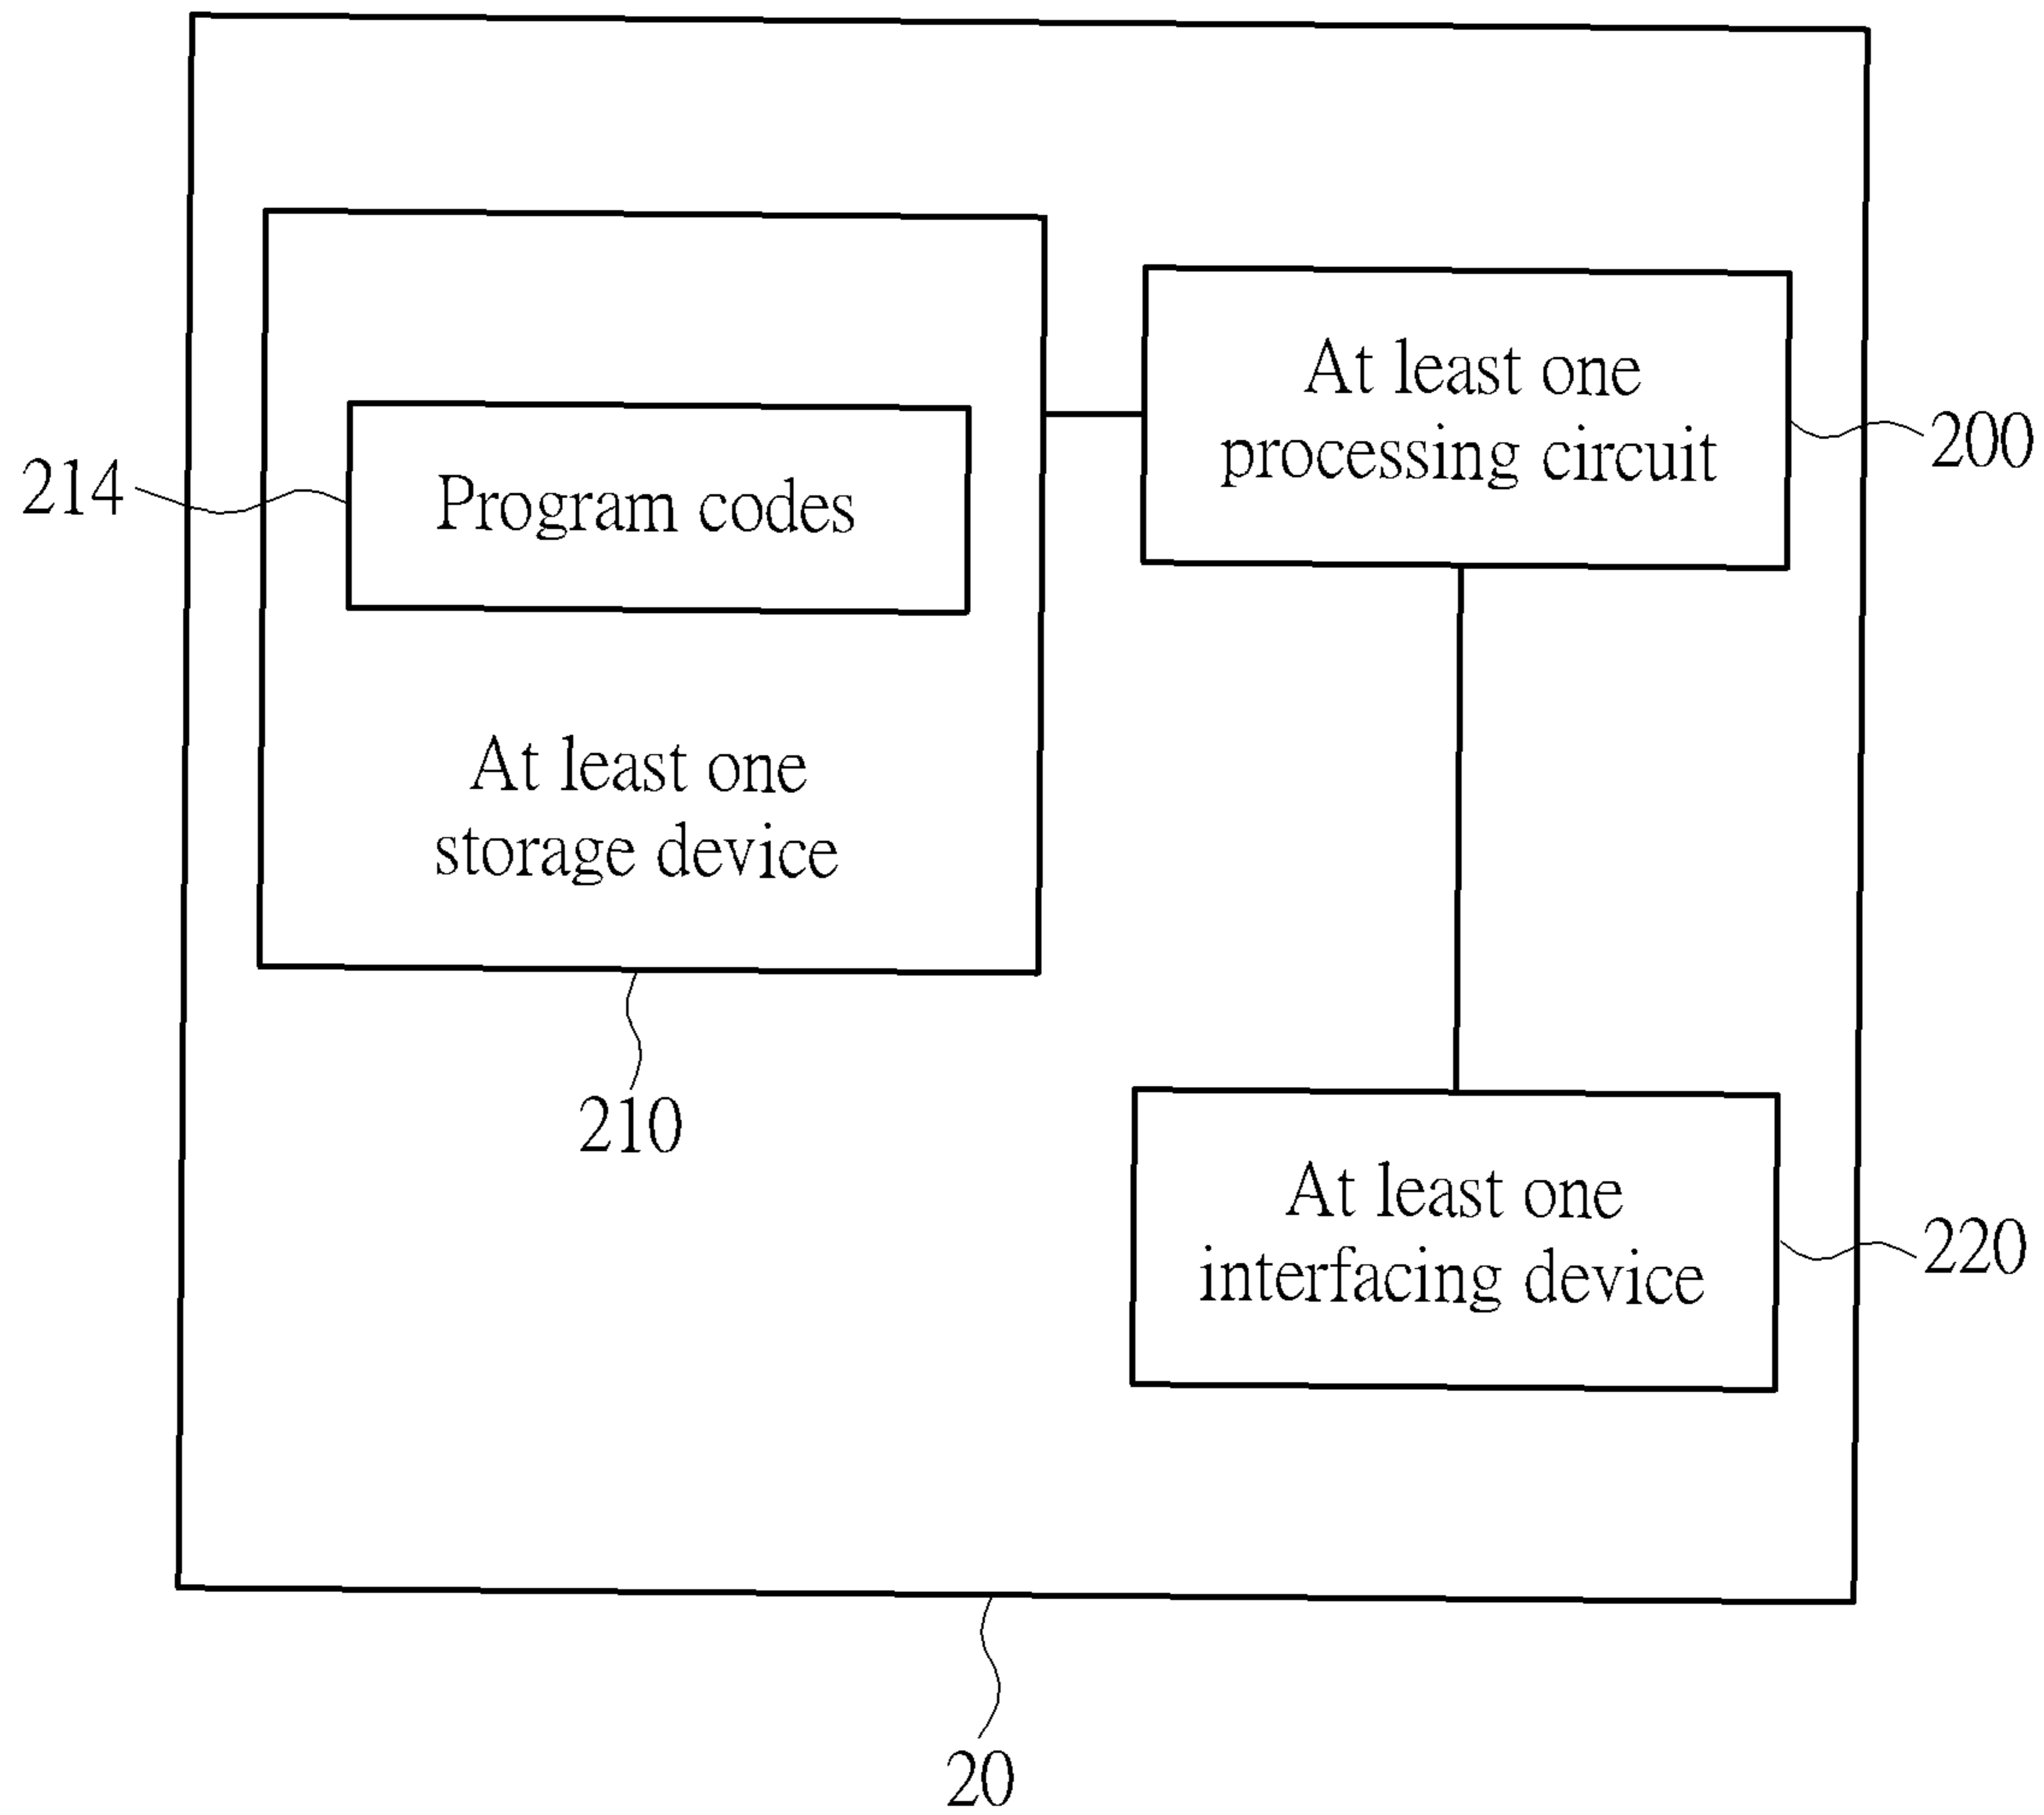 At least one
processing circuit
200
214
Program codes
At least one
storage device
210
At least one
interfacing device
220
20